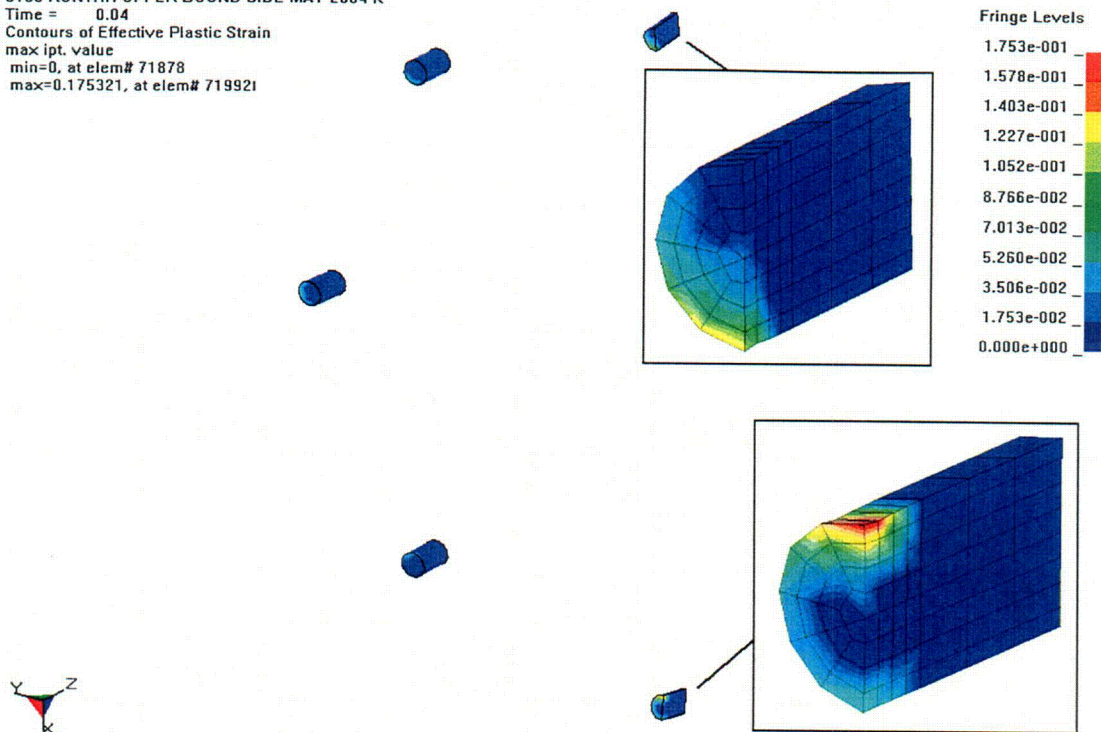 Time = 0.04
Contours of Effective Plastic Strain
max ipt. value
min=0, at elem# 71878
max=0.175321, at elem# 71992
Fringe Levels
1.753e-001
1.578e-001
1.403e-001
1.227e-001
1.052e-001
8.766e-002
7.013e-002
5.260e-002
3.506e-002
1.753e-002
0.000e+000
Y
Z
X